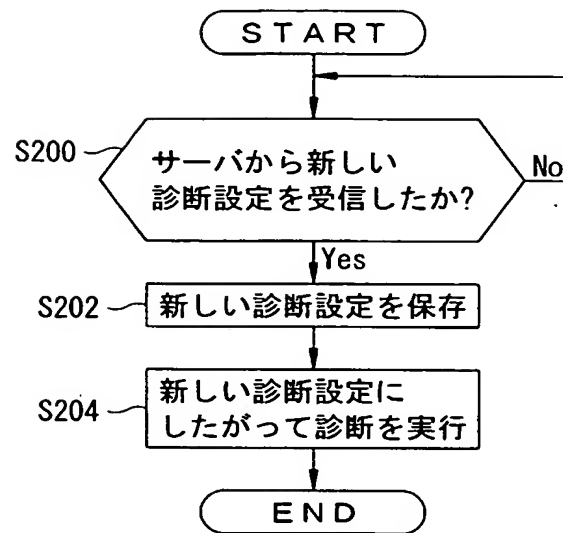 START
S200
サーバから新しい
診断設定を受信したか?
No
Yes
S202
新しい診断設定を保存
S204
新しい診断設定に
したがって診断を実行
END